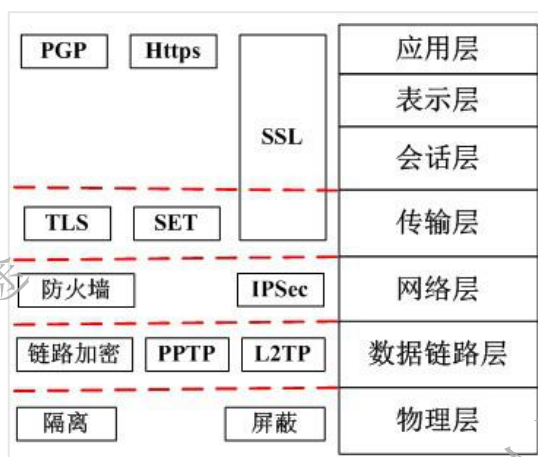 PGP Https 应用层
表示层
SSL
会话层
TLS SET 传输层
防火墙 IPSec 网络层
链路加密 PPTP L2TP 数据链路层
隔离 屏蔽 物理层